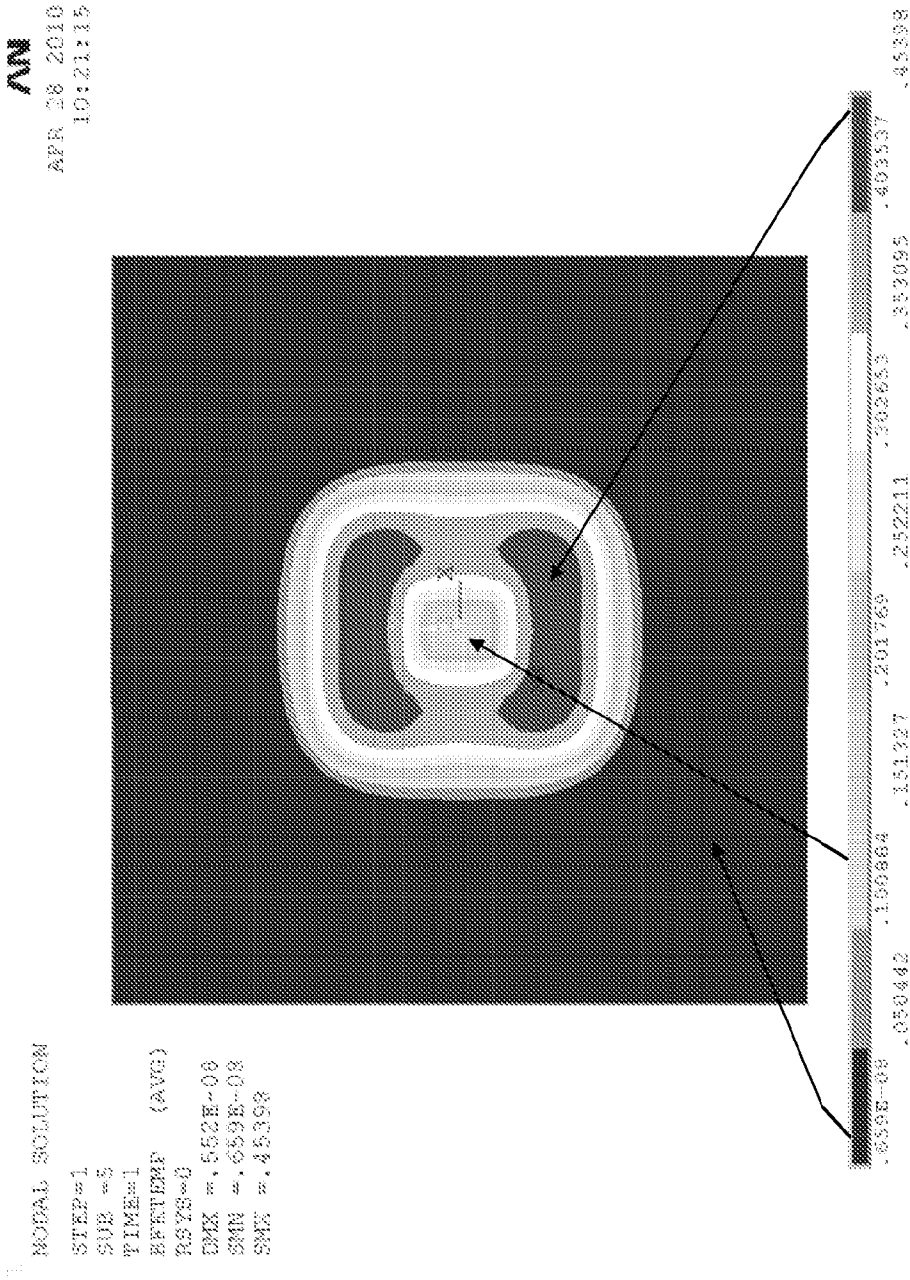 AN
NODAL SOLUTION
APR 28 2010
10:21:15
STEP=1
SUB =5
TIME=1
(AVG)
RSYS=0
DMX =.552E-08
SMN =.659E-08
SMX =.45398
Z
.659E-08
.050442
.100884
.151327
.201769
.252211
.302653
.353095
.403537
.45398